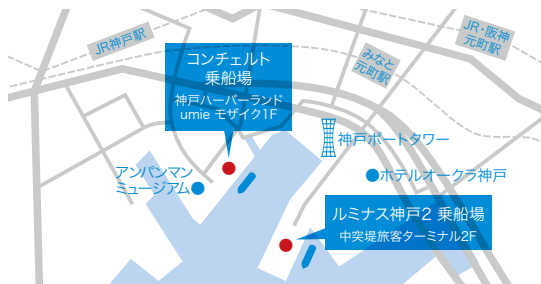 JR神戸駅
JR・阪神
元町駅
みなと
元町駅
コンチェルト
乗船場
神戸ハーバーランド
umie モザイク1F
神戸ポートタワー
アンパンマン
ミュージアム
ホテルオークラ神戸
ルミナス神戸2 乗船場
中突堤旅客ターミナル2F